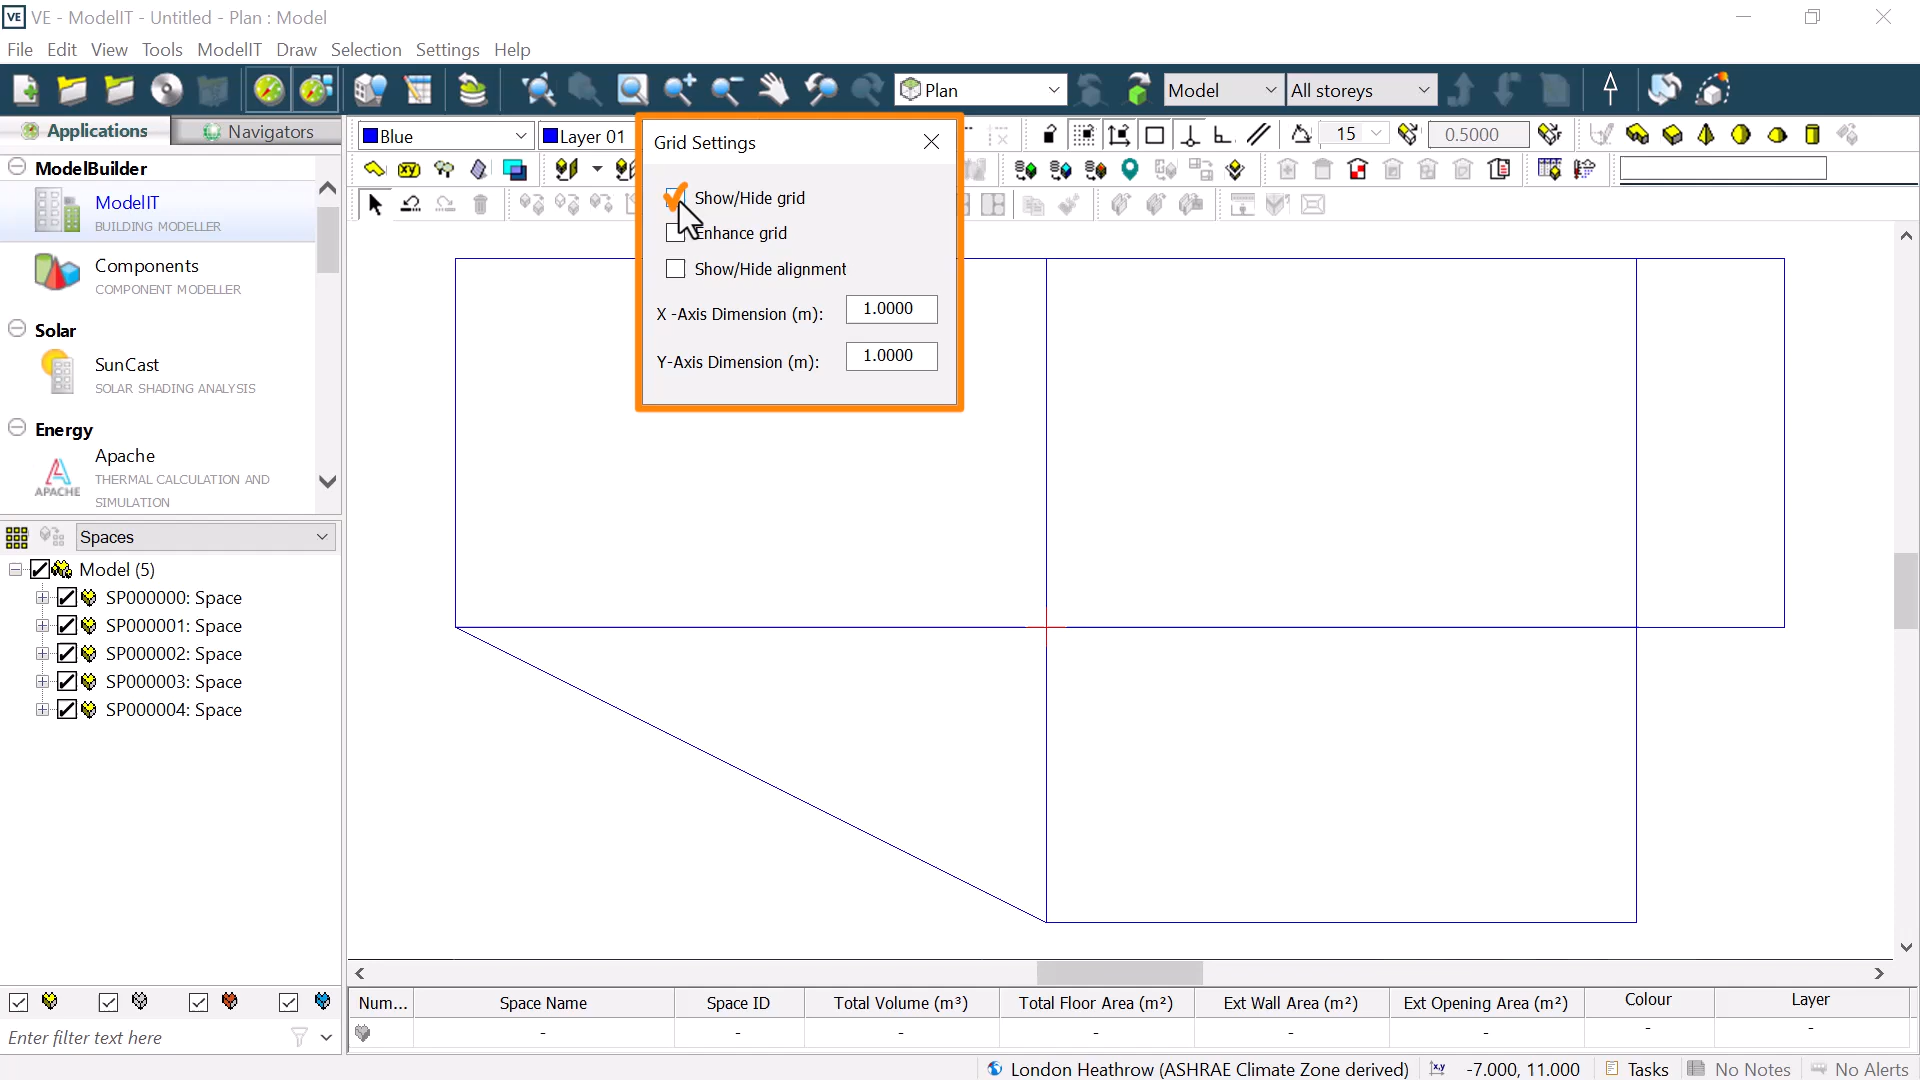 VE - ModelIT - Untitled - Plan : Model
File Edit View Tools ModelIT Draw Selection Settings Help
Plan
Model
All storeys
Applications
Navigators
Blue
Layer 01
15
0.5000
Grid Settings
Show/Hide grid
Enhance grid
Show/Hide alignment
X -Axis Dimension (m):
1.0000
Y-Axis Dimension (m):
1.0000
ModelBuilder
ModelIT
BUILDING MODELLER
Components
COMPONENT MODELLER
Solar
SunCast
SOLAR SHADING ANALYSIS
Energy
Apache
THERMAL CALCULATION AND
SIMULATION
APACHE
Spaces
Model (5)
SP000000: Space
SP000001: Space
SP000002: Space
SP000003: Space
SP000004: Space
Enter filter text here
Num... Space Name Space ID Total Volume (m³) Total Floor Area (m²) Ext Wall Area (m²) Ext Opening Area (m²) Colour Layer
- - - - - - - -
London Heathrow (ASHRAE Climate Zone derived) x,y -7.000, 11.000 Tasks No Notes No Alerts